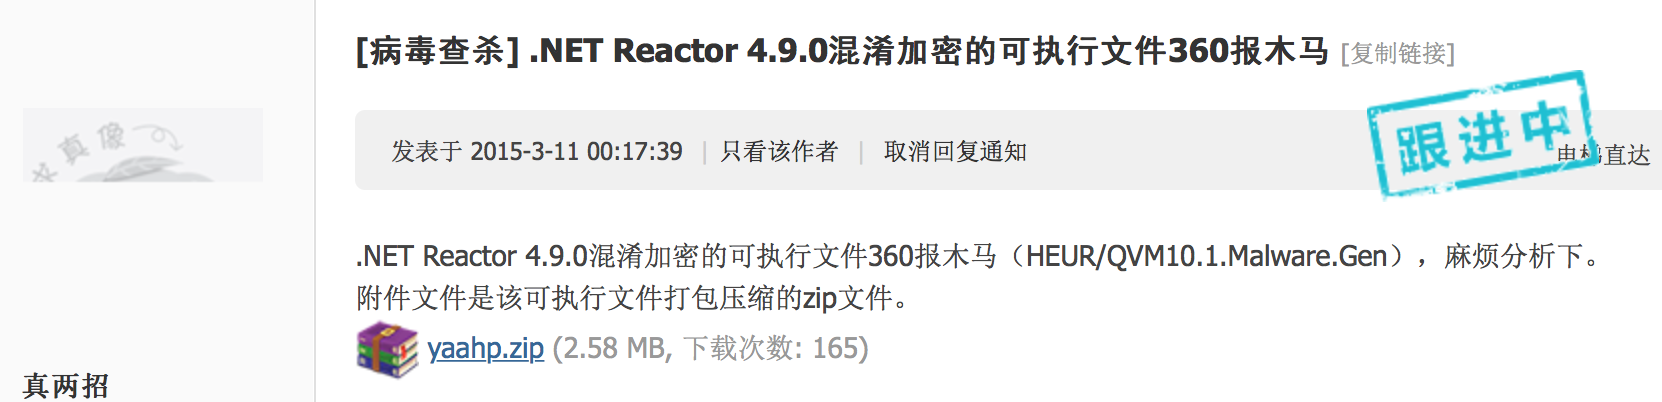 [病毒查杀] .NET Reactor 4.9.0混淆加密的可执行文件360报木马 [复制链接]
发表于 2015-3-11 00:17:39 | 只看该作者 | 取消回复通知
跟进中
电梯直达
.NET Reactor 4.9.0混淆加密的可执行文件360报木马（HEUR/QVM10.1.Malware.Gen），麻烦分析下。
附件文件是该可执行文件打包压缩的zip文件。
yaahp.zip (2.58 MB, 下载次数: 165)
真像
真两招